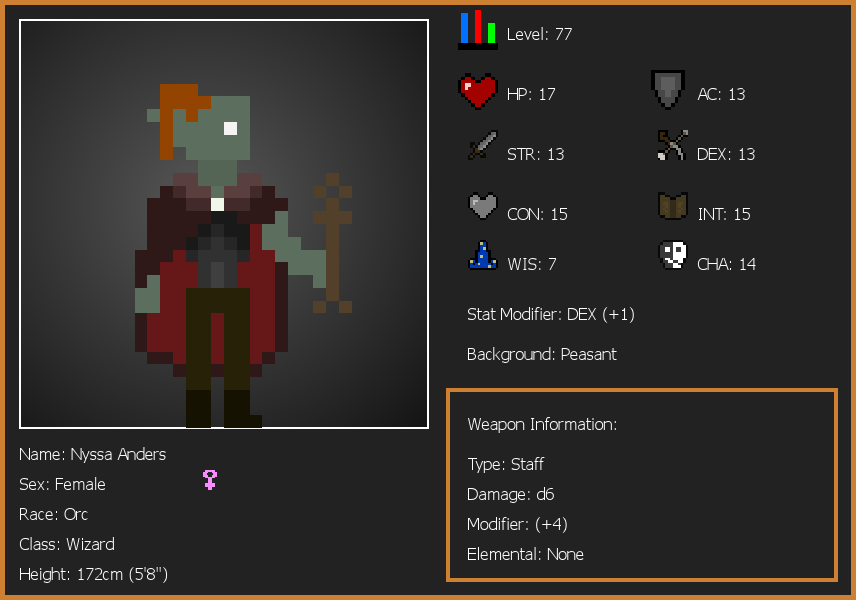 Level: 77
HP: 17
AC: 13
STR: 13
DEX: 13
CON: 15
INT: 15
WIS: 7
CHA: 14
Stat Modifier: DEX (+1)
Background: Peasant
Weapon Information:
Type: Staff
Damage: d6
Modifier: (+4)
Elemental: None
Name: Nyssa Anders
Sex: Female
Race: Orc
Class: Wizard
Height: 172cm (5'8")